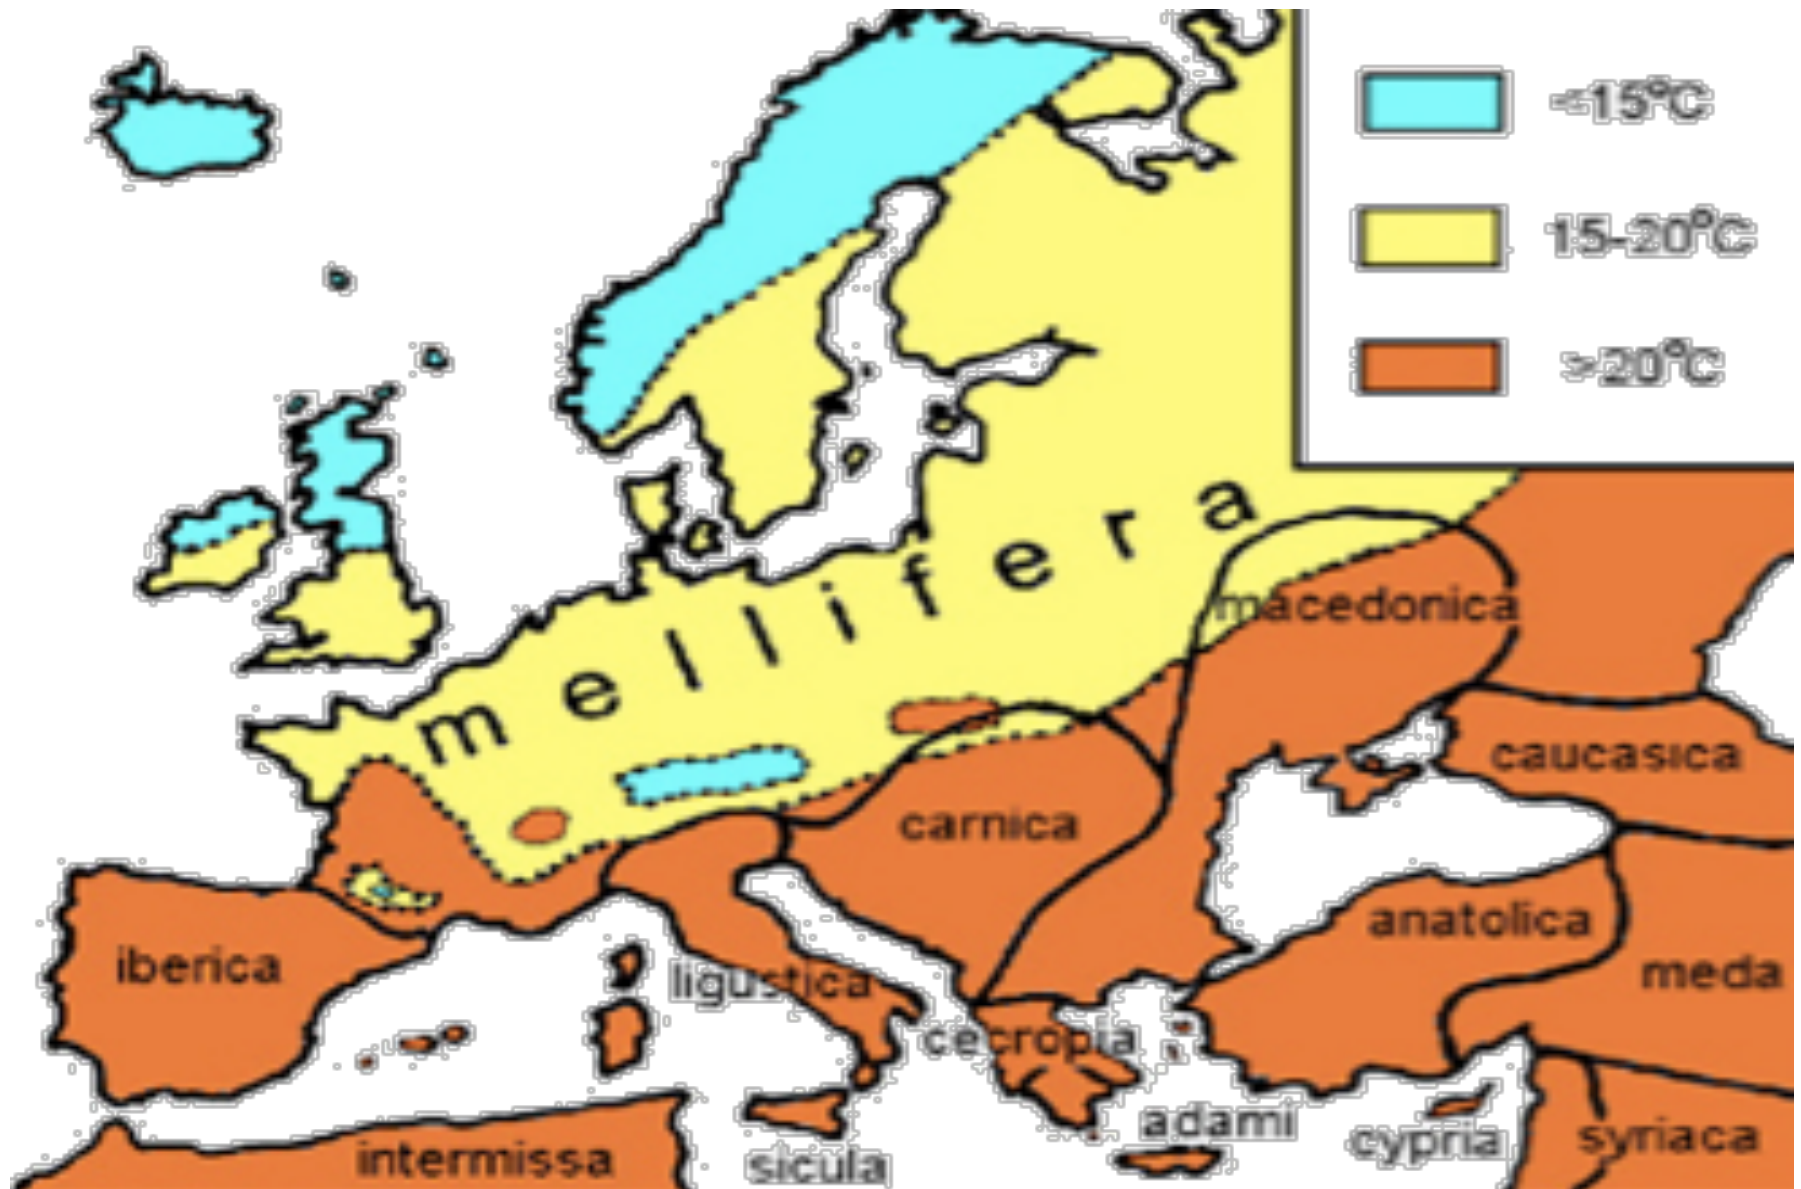 <15°C
15-20°C
>20°C
mellifera
macedonica
caucasica
carnica
anatolica
iberica
meda
ligustica
cecropia
adami
cypria
syriaca
intermissa
sicula